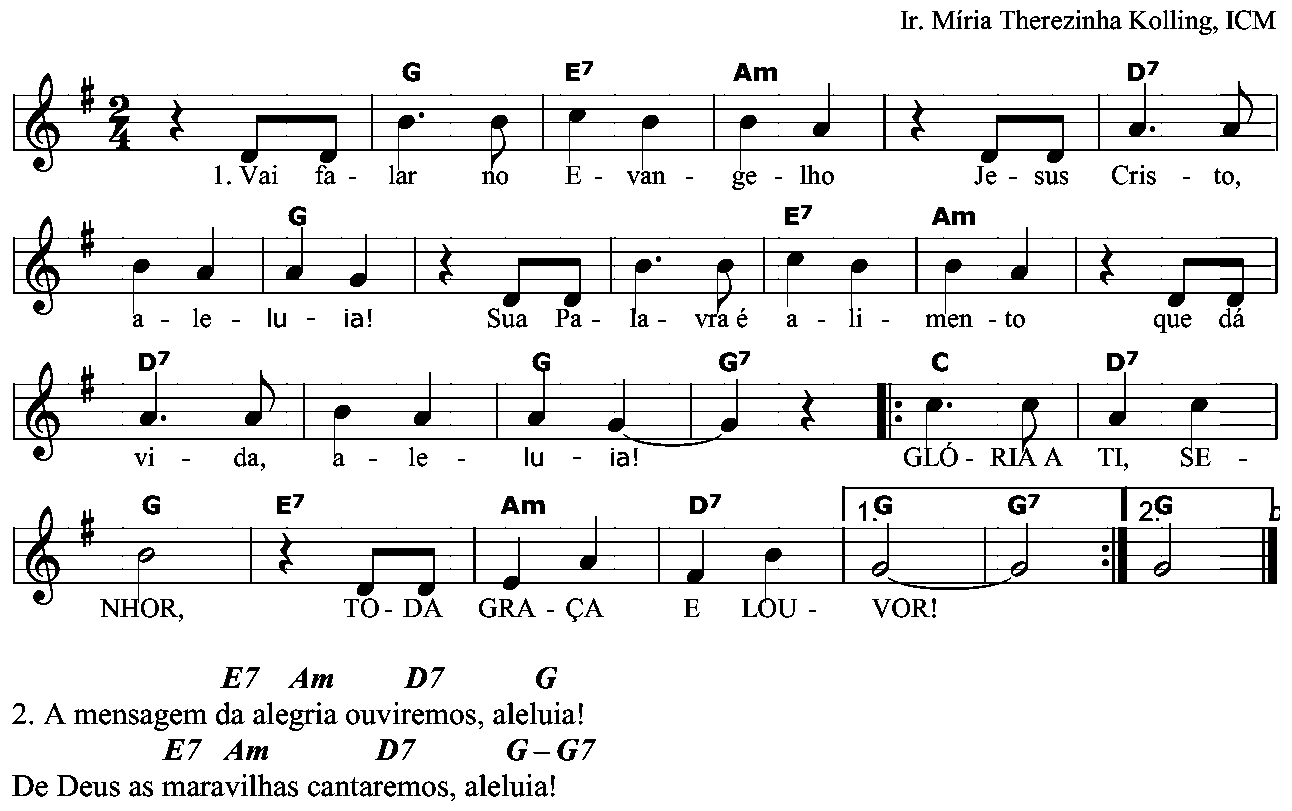 Ir. Míria Therezinha Kolling, ICM
G E7 Am D7
2 4
1. Vai fa- lar no E - van - ge - lho Je - sus Cris - to,
G E7 Am
a - le - lu - ia! Sua Pa - la- vra é a - li - men - to que dá
D7 G G7 C D7
vi - da, a - le - lu - ia! GLÓ - RIA A TI, SE -
G E7 Am D7 1. G G7 2. G
NHOR, TO - DA GRA - ÇA E LOU - VOR!
E7 Am D7 G
2. A mensagem da alegria ouviremos, aleluia!
E7 Am D7 G – G7
De Deus as maravilhas cantaremos, aleluia!